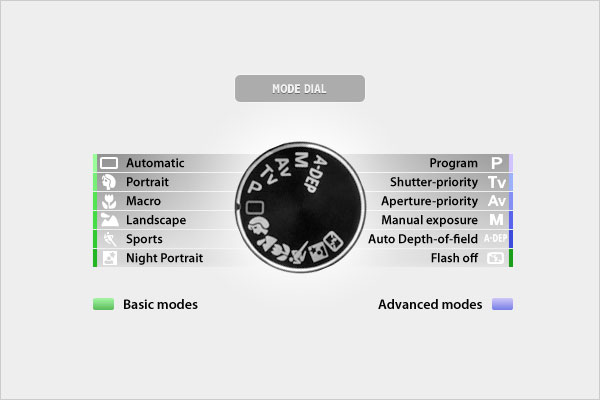 MODE DIAL
Automatic
Portrait
Macro
Landscape
Sports
Night Portrait
A-DEP
M
Av
Tv
P
Program P
Shutter-priority Tv
Aperture-priority Av
Manual exposure M
Auto Depth-of-field A-DEP
Flash off
Basic modes
Advanced modes